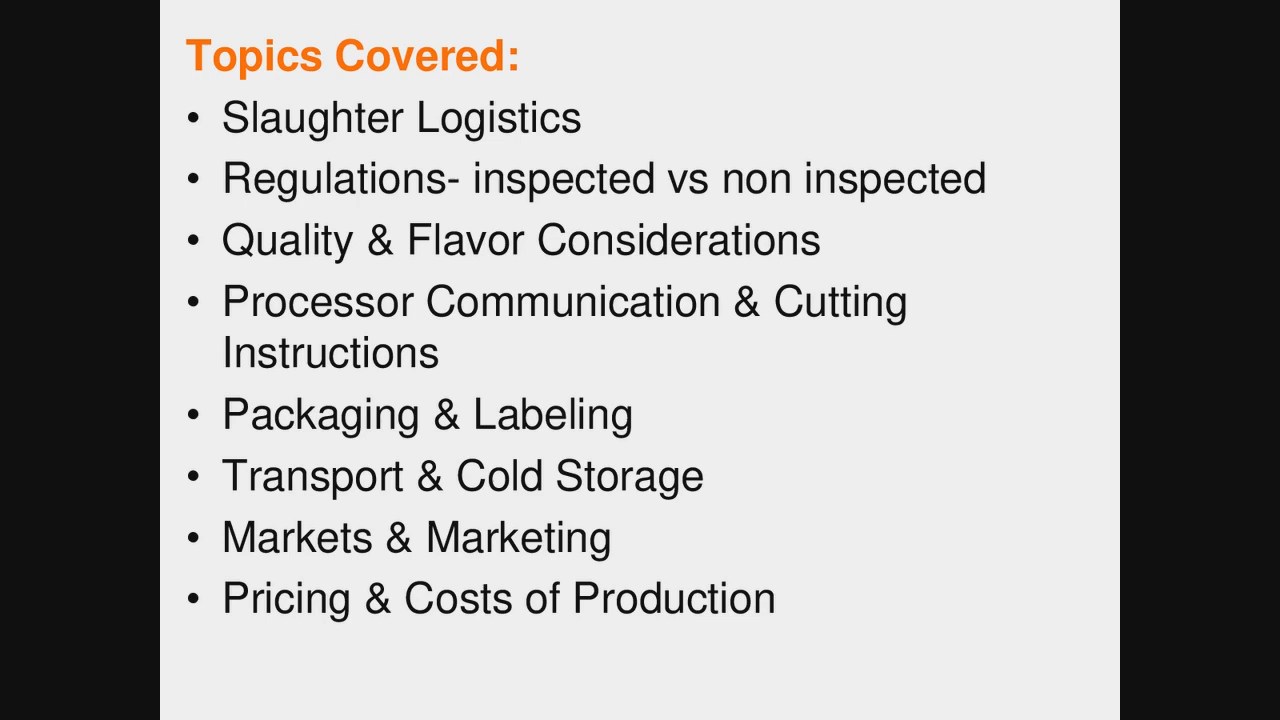 Topics Covered:
• Slaughter Logistics
• Regulations- inspected vs non inspected
• Quality & Flavor Considerations
• Processor Communication & Cutting
Instructions
• Packaging & Labeling
• Transport & Cold Storage
• Markets & Marketing
• Pricing & Costs of Production